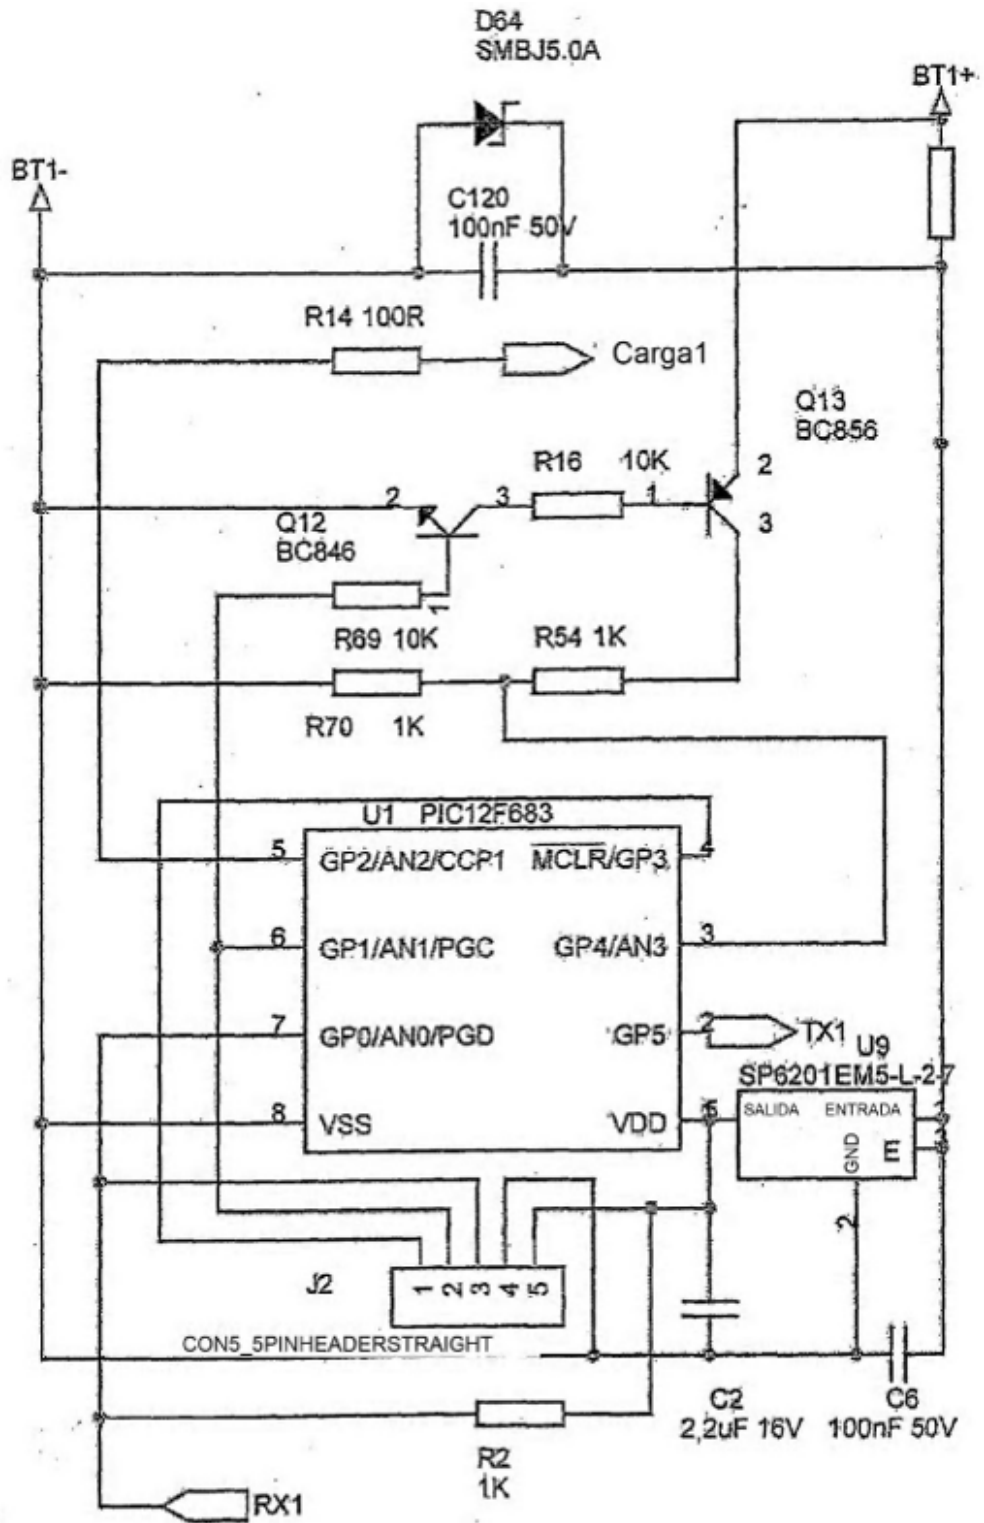 D64
SMBJ5.0A
BT1+
BT1-
C120
100nF 50V
R14 100R
Carga1
Q13
BC856
R16 10K
2
1
3
2
3
Q12
BC846
1
R69 10K
R54 1K
R70 1K
U1 PIC12F683
5
GP2/AN2/CCP1
MCLR/GP3
4
6
GP1/AN1/PGC
GP4/AN3
3
7
GP0/AN0/PGD
GP5
2
TX1
U9
SP6201EM5-L-2-7
8
VSS
VDD
SALIDA
ENTRADA
GND
E
2
J2
1
2
3
4
5
CON5_5PINHEADERSTRAIGHT
C2
2,2uF 16V
C6
100nF 50V
R2
1K
RX1